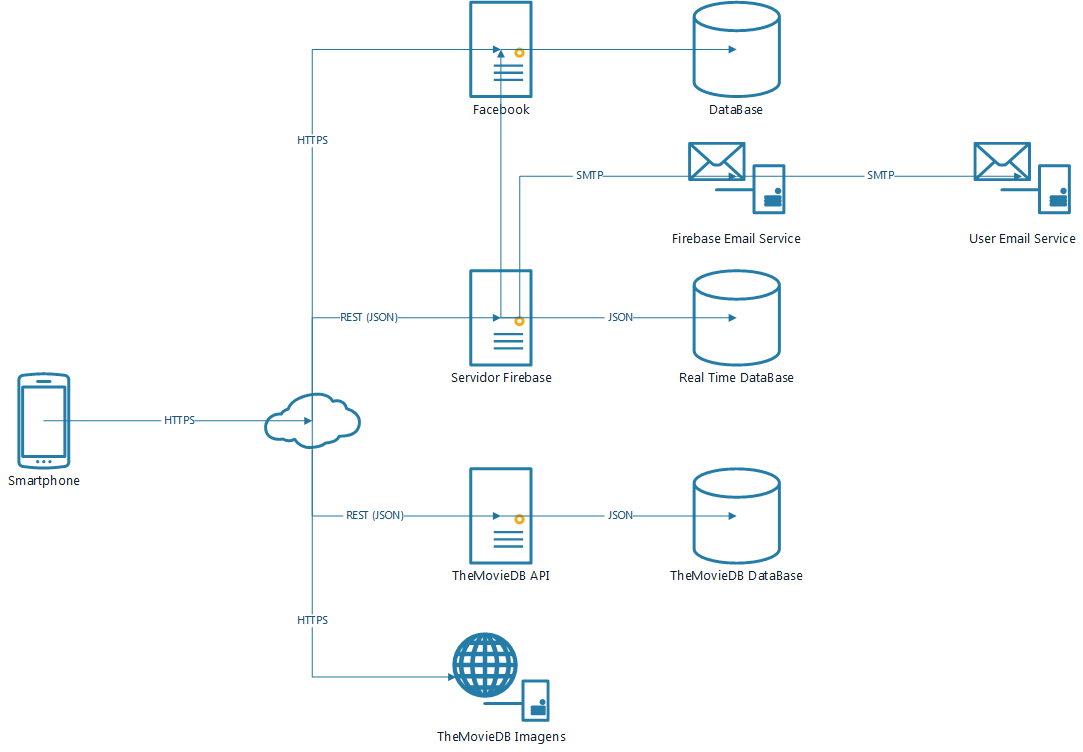 Facebook
DataBase
HTTPS
SMTP
SMTP
Firebase Email Service
User Email Service
REST (JSON)
JSON
Servidor Firebase
Real Time DataBase
HTTPS
Smartphone
REST (JSON)
JSON
TheMovieDB API
TheMovieDB DataBase
HTTPS
TheMovieDB Imagens